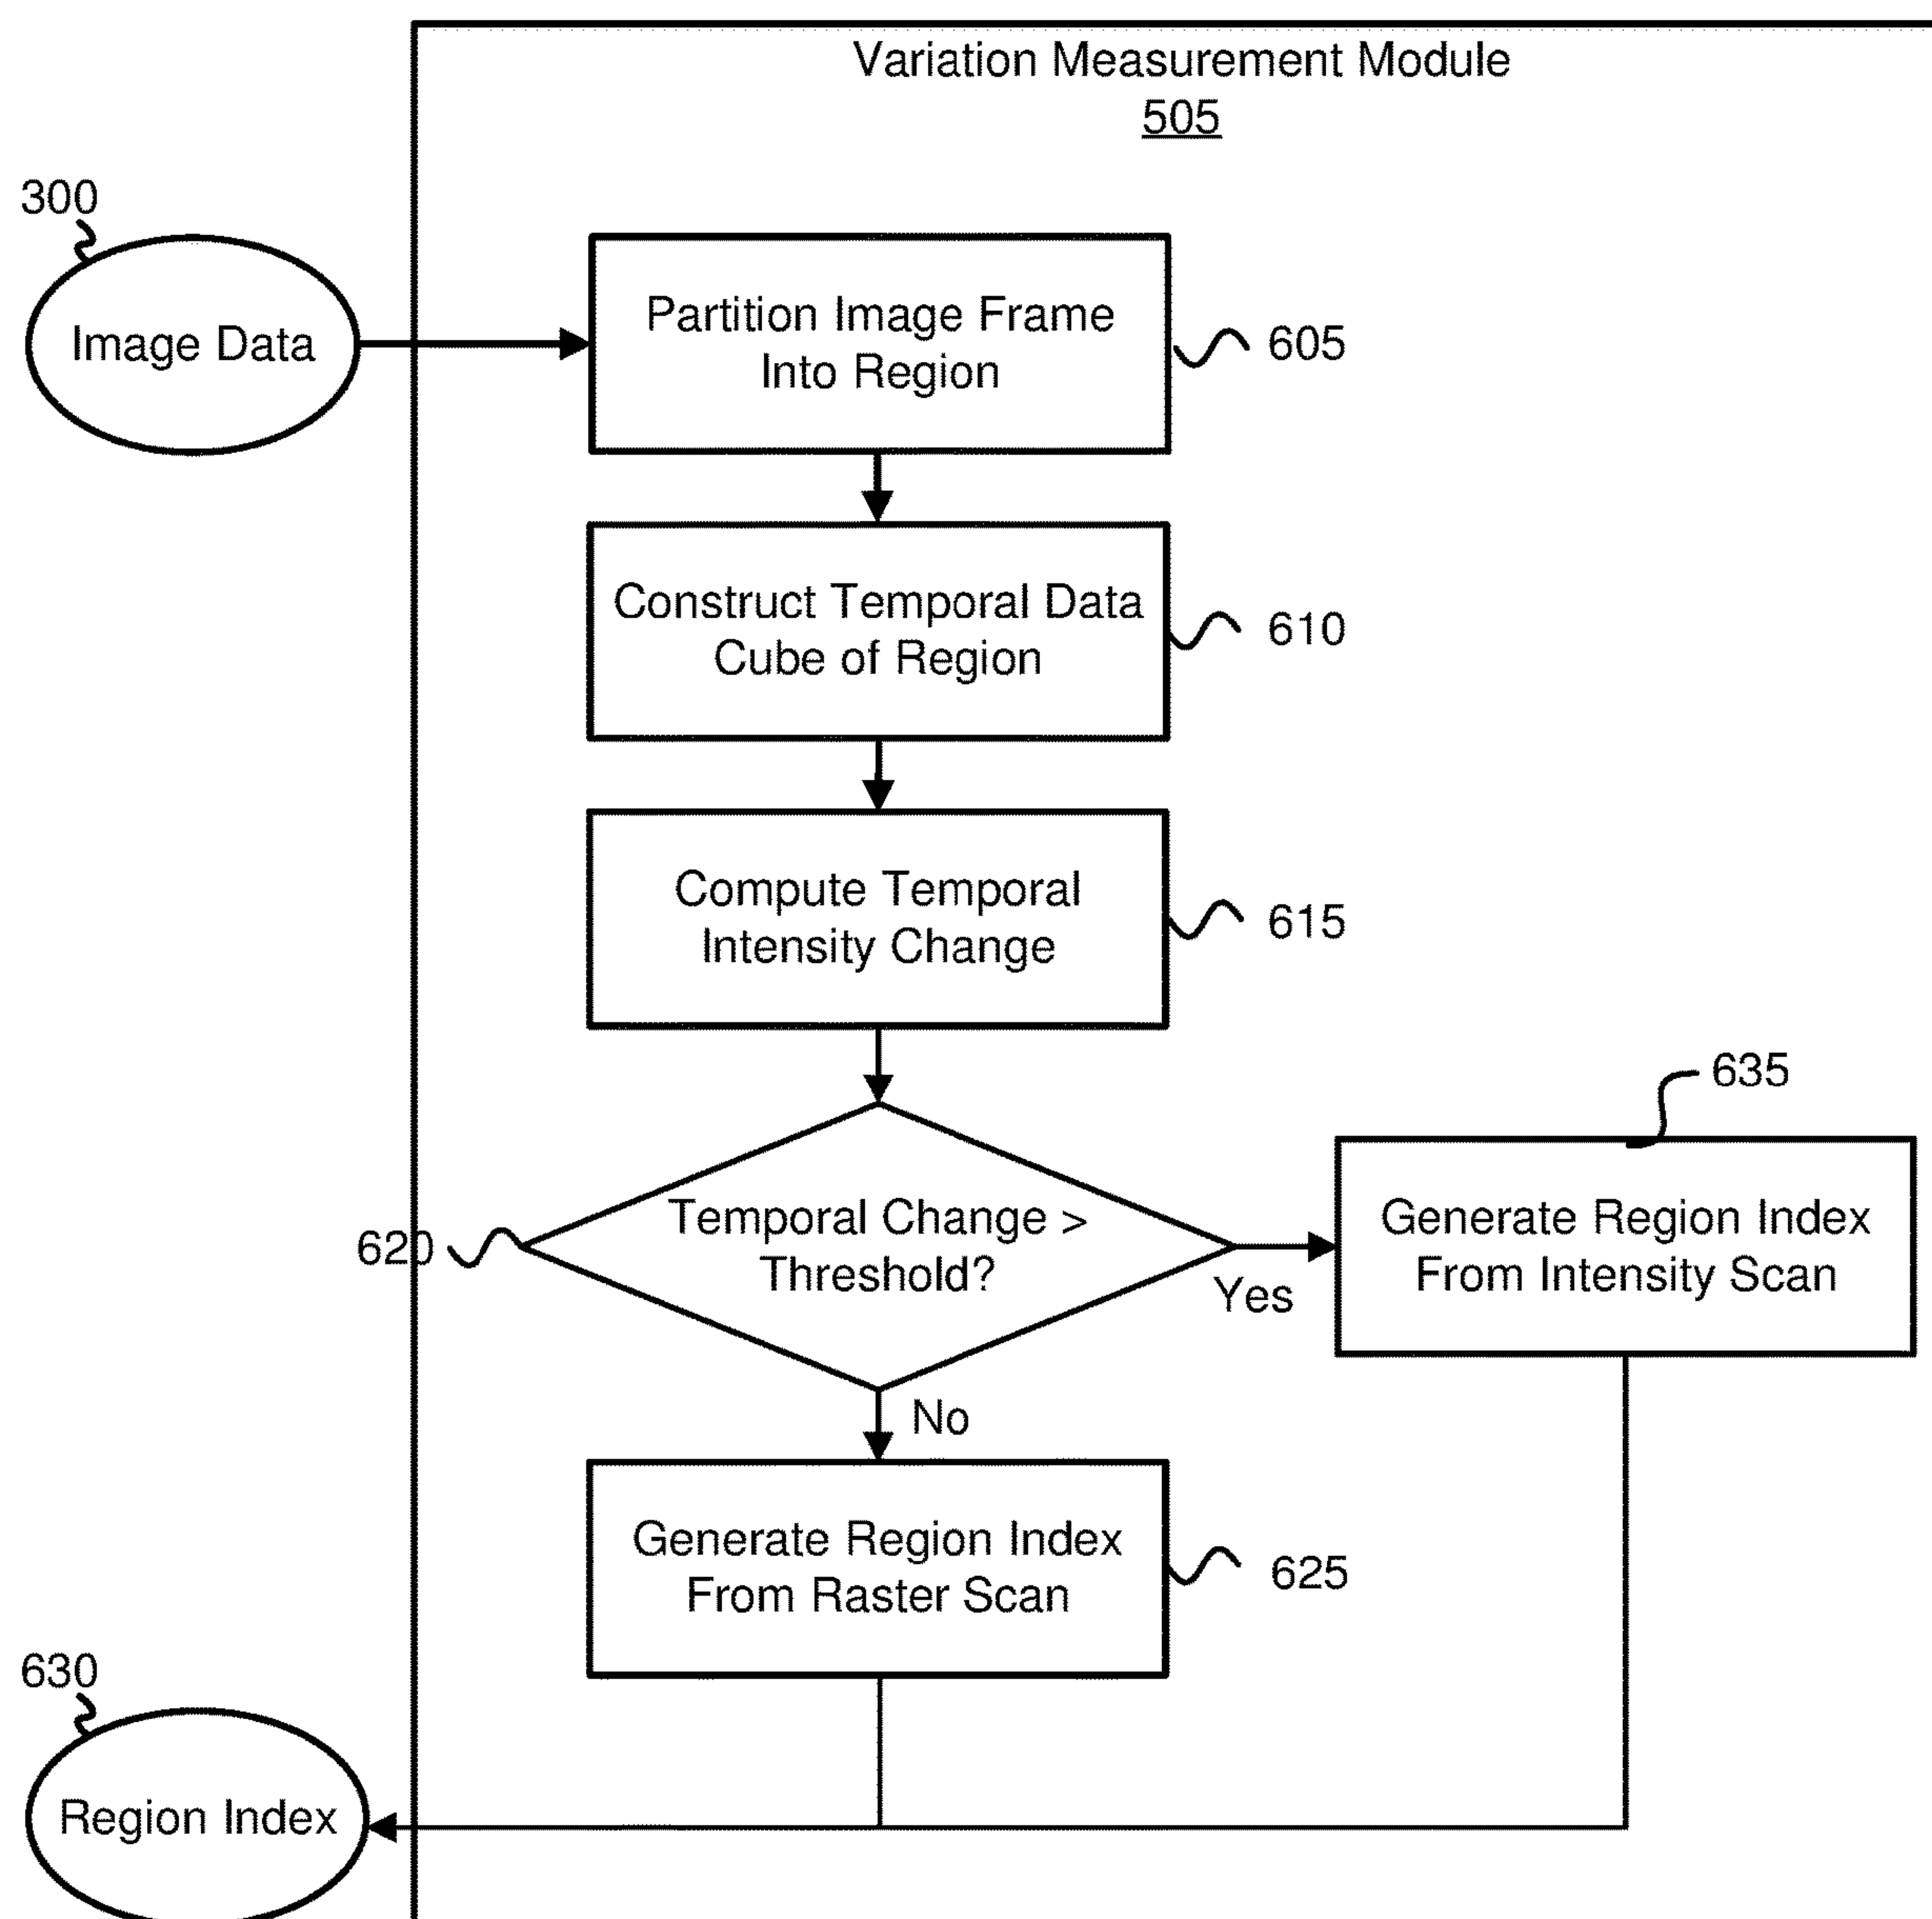 Variation Measurement Module
505
300
Image Data
Partition Image Frame
Into Region
605
Construct Temporal Data
Cube of Region
610
Compute Temporal
Intensity Change
615
635
620
Temporal Change >
Threshold?
Yes
Generate Region Index
From Intensity Scan
No
Generate Region Index
From Raster Scan
625
630
Region Index